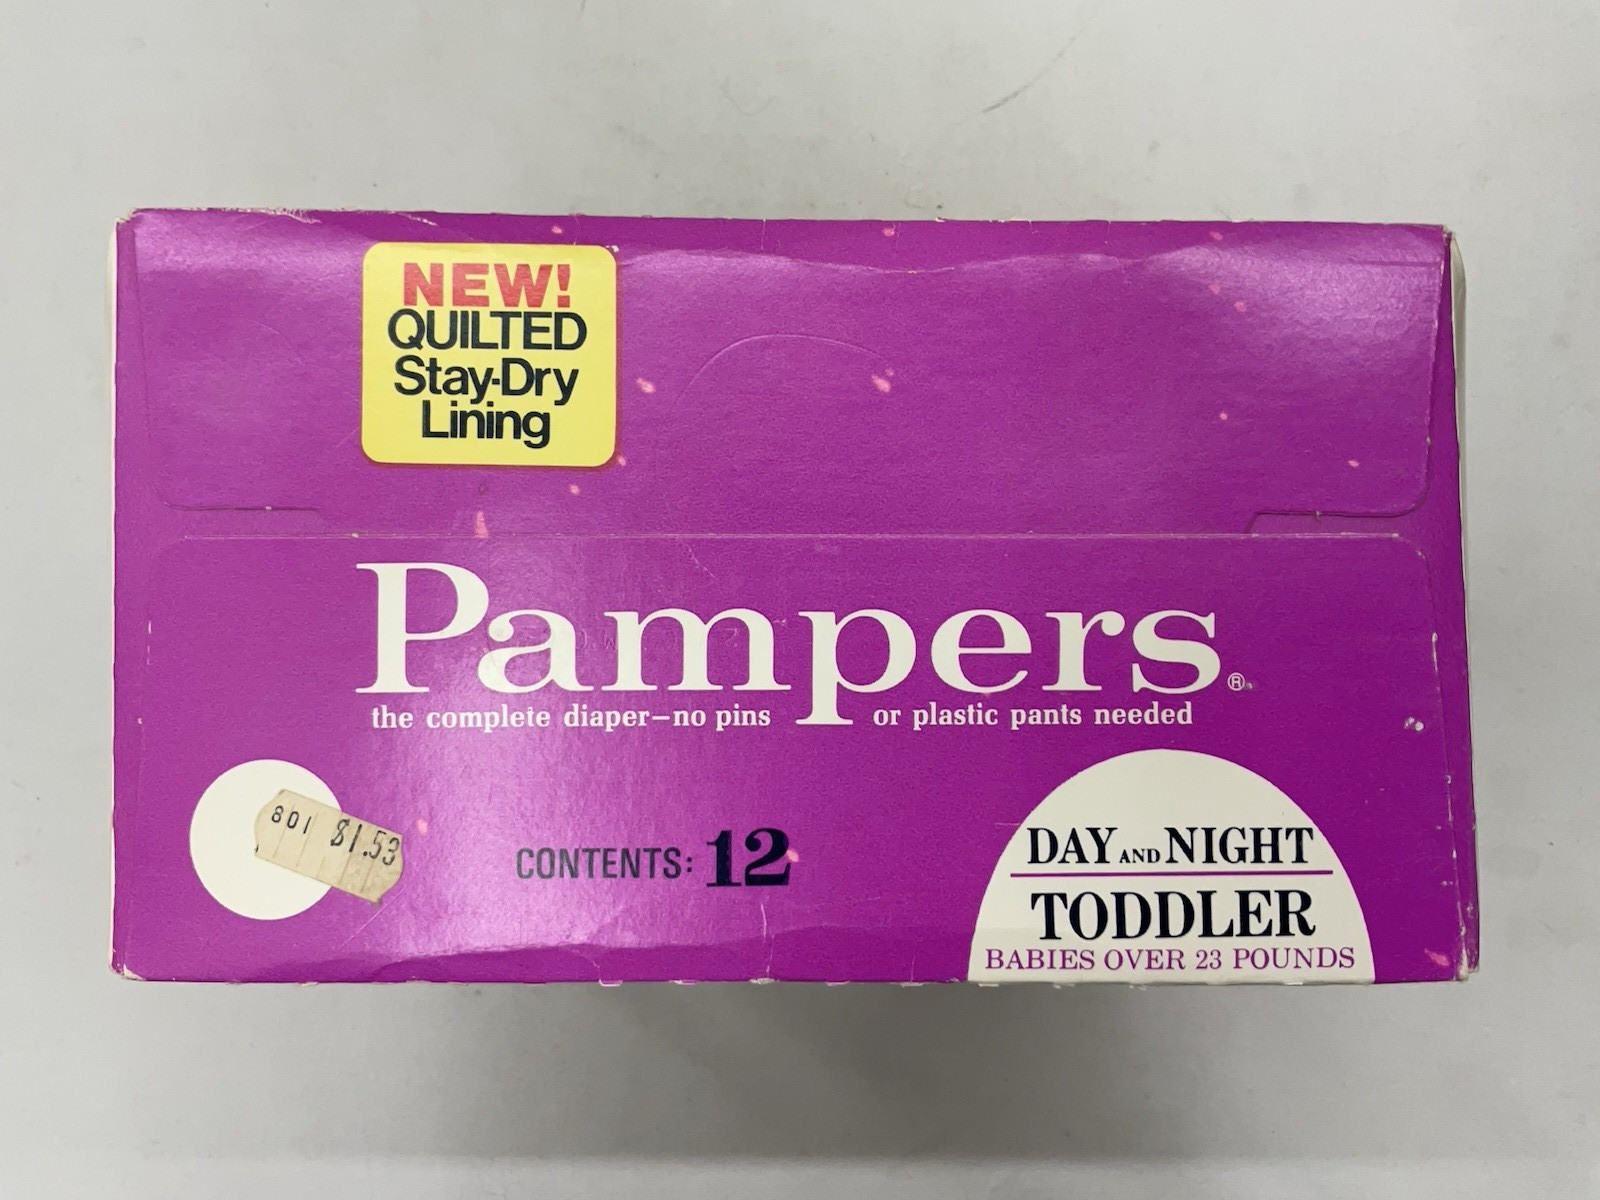 NEW!
QUILTED
Stay-Dry
Lining
Pampers®
the complete diaper—no pins or plastic pants needed
801 $1.53
CONTENTS: 12
DAY AND NIGHT
TODDLER
BABIES OVER 23 POUNDS